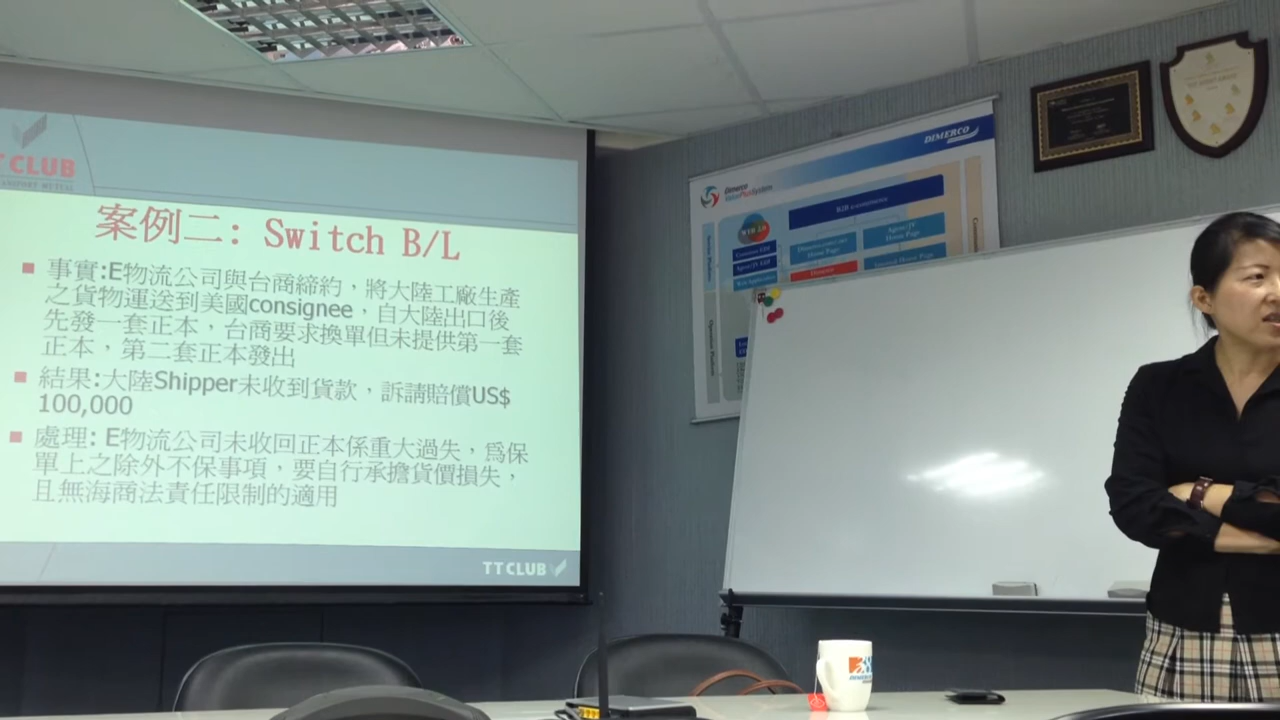 TT CLUB
案例二: Switch B/L
事實:E物流公司與台商締約，將大陸工廠生產
之貨物運送到美國consignee，自大陸出口後
先發一套正本，台商要求換單但未提供第一套
正本，第二套正本發出
結果:大陸Shipper未收到貨款，訴請賠償US$
100,000
處理: E物流公司未收回正本係重大過失，為保
單上之除外不保事項，要自行承擔貨價損失，
且無海商法責任限制的適用
TT CLUB
DIMERCO
Dimerco
Value Plus System
B2B
WEB 2.0